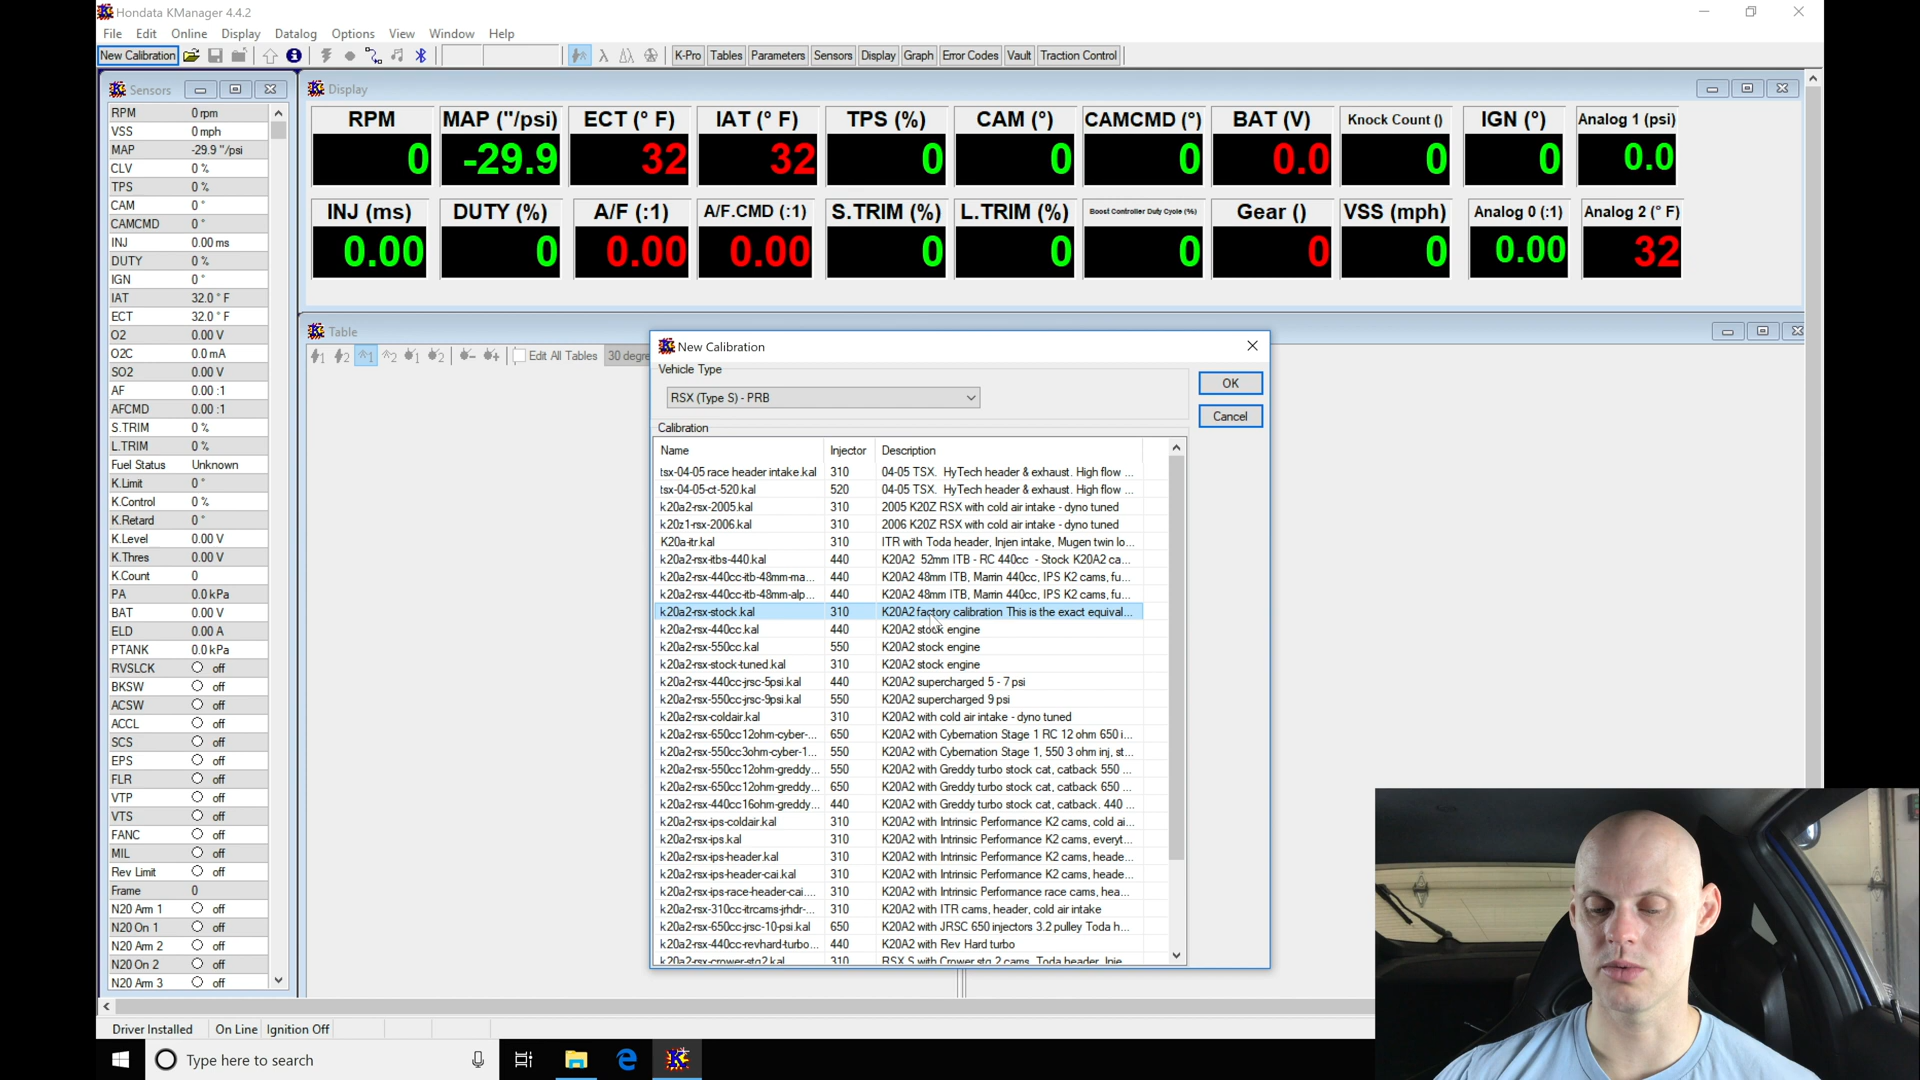 Hondata KManager 4.4.2
File Edit Online Display Datalog Options View Window Help
New Calibration K-Pro Tables Parameters Sensors Display Graph Error Codes Vault Traction Control
Sensors
RPM 0 rpm
VSS 0 mph
MAP -29.9 "/psi
CLV 0 %
TPS 0 %
CAM 0 °
CAMCMD 0 °
INJ 0.00 ms
DUTY 0 %
IGN 0 °
IAT 32.0 ° F
ECT 32.0 ° F
O2 0.00 V
O2C 0.0 mA
SO2 0.00 V
AF 0.00 :1
AFCMD 0.00 :1
S.TRIM 0 %
L.TRIM 0 %
Fuel Status Unknown
K.Limit 0 °
K.Control 0 %
K.Retard 0 °
K.Level 0.00 V
K.Thres 0.00 V
K.Count 0
PA 0.0 kPa
BAT 0.00 V
ELD 0.00 A
PTANK 0.0 kPa
RVSLCK off
BKSW off
ACSW off
ACCL off
SCS off
EPS off
FLR off
VTP off
VTS off
FANC off
MIL off
Rev Limit off
Frame 0
N20 Arm 1 off
N20 On 1 off
N20 Arm 2 off
N20 On 2 off
N20 Arm 3 off
Display
RPM MAP ("/psi) ECT (° F) IAT (° F) TPS (%) CAM (°) CAMCMD (°) BAT (V) Knock Count () IGN (°) Analog 1 (psi)
0 -29.9 32 32 0 0 0 0.0 0 0 0.0
INJ (ms) DUTY (%) A/F (:1) A/F.CMD (:1) S.TRIM (%) L.TRIM (%) Boost Controller Duty Cycle (%) Gear () VSS (mph) Analog 0 (:1) Analog 2 (° F)
0.00 0 0.00 0.00 0 0 0 0 0 0.00 32
Table
Edit All Tables 30 degre
New Calibration
Vehicle Type
RSX (Type S) - PRB
OK
Cancel
Calibration
Name Injector Description
tsx-04-05 race header intake.kal 310 04-05 TSX. HyTech header & exhaust. High flow ...
tsx-04-05-ct-520.kal 520 04-05 TSX. HyTech header & exhaust. High flow ...
k20a2-rsx-2005.kal 310 2005 K20Z RSX with cold air intake - dyno tuned
k20z1-rsx-2006.kal 310 2006 K20Z RSX with cold air intake - dyno tuned
K20a-itr.kal 310 ITR with Toda header, Injen intake, Mugen twin lo...
k20a2-rsx-itbs-440.kal 440 K20A2 52mm ITB - RC 440cc - Stock K20A2 ca...
k20a2-rsx-440cc-itb-48mm-ma... 440 K20A2 48mm ITB, Marrin 440cc, IPS K2 cams, fu...
k20a2-rsx-440cc-itb-48mm-alp... 440 K20A2 48mm ITB, Marrin 440cc, IPS K2 cams, fu...
k20a2-rsx-stock.kal 310 K20A2 factory calibration This is the exact equival...
k20a2-rsx-440cc.kal 440 K20A2 stock engine
k20a2-rsx-550cc.kal 550 K20A2 stock engine
k20a2-rsx-stock-tuned.kal 310 K20A2 stock engine
k20a2-rsx-440cc-jrsc-5psi.kal 440 K20A2 supercharged 5 - 7 psi
k20a2-rsx-550cc-jrsc-9psi.kal 550 K20A2 supercharged 9 psi
k20a2-rsx-coldair.kal 310 K20A2 with cold air intake - dyno tuned
k20a2-rsx-650cc12ohm-cyber-... 650 K20A2 with Cybernation Stage 1 RC 12 ohm 650 i...
k20a2-rsx-550cc3ohm-cyber-1... 550 K20A2 with Cybernation Stage 1, 550 3 ohm inj, st...
k20a2-rsx-550cc12ohm-greddy... 550 K20A2 with Greddy turbo stock cat, catback 550 ...
k20a2-rsx-650cc12ohm-greddy... 650 K20A2 with Greddy turbo stock cat, catback 650 ...
k20a2-rsx-440cc16ohm-greddy... 440 K20A2 with Greddy turbo stock cat, catback. 440 ...
k20a2-rsx-ips-coldair.kal 310 K20A2 with Intrinsic Performance K2 cams, cold ai...
k20a2-rsx-ips.kal 310 K20A2 with Intrinsic Performance K2 cams, everyt...
k20a2-rsx-ips-header.kal 310 K20A2 with Intrinsic Performance K2 cams, heade...
k20a2-rsx-ips-header-cai.kal 310 K20A2 with Intrinsic Performance K2 cams, heade...
k20a2-rsx-ips-race-header-cai.... 310 K20A2 with Intrinsic Performance race cams, hea...
k20a2-rsx-310cc-itrcams-jrhdr-... 310 K20A2 with ITR cams, header, cold air intake
k20a2-rsx-650cc-jrsc-10-psi.kal 650 K20A2 with JRSC 650 injectors 3.2 pulley Toda h...
k20a2-rsx-440cc-revhard-turbo... 440 K20A2 with Rev Hard turbo
k20a2-rsx-crower-stg2.kal 310 RSX S with Crower stg 2 cams, Toda header, Inje...
Driver Installed On Line Ignition Off
Type here to search